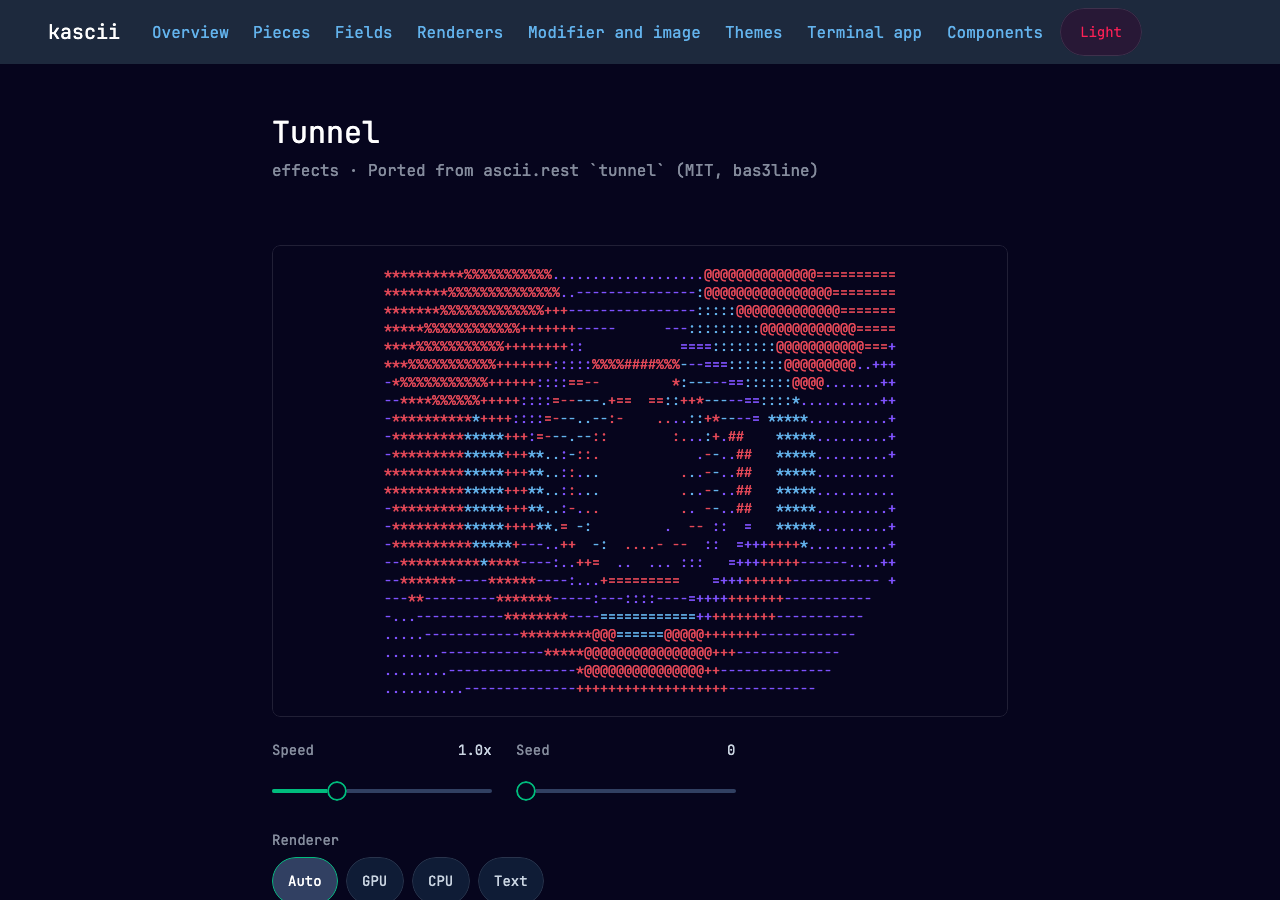 kascii Overview Pieces Fields Renderers Modifier and image Themes Terminal app Components Light
Tunnel
effects · Ported from ascii.rest `tunnel` (MIT, bas3line)
Speed 1.0x Seed 0
Renderer
Auto GPU CPU Text